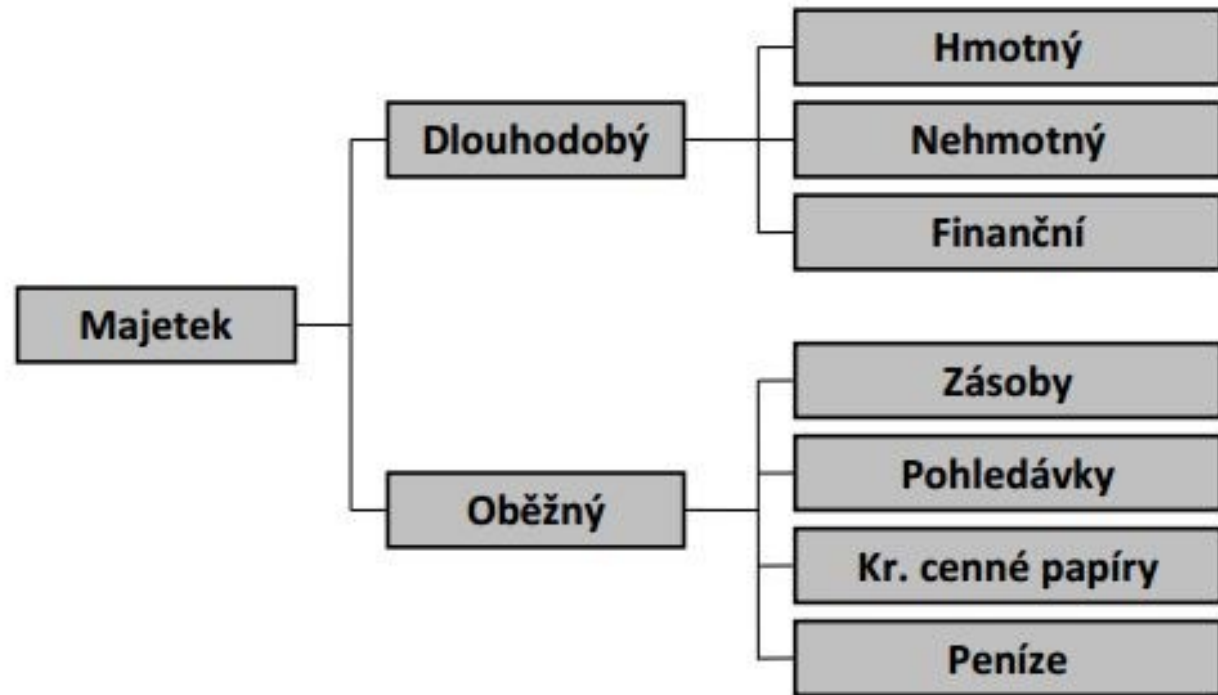 Majetek
Dlouhodobý
Hmotný
Nehmotný
Finanční
Oběžný
Zásoby
Pohledávky
Kr. cenné papíry
Peníze